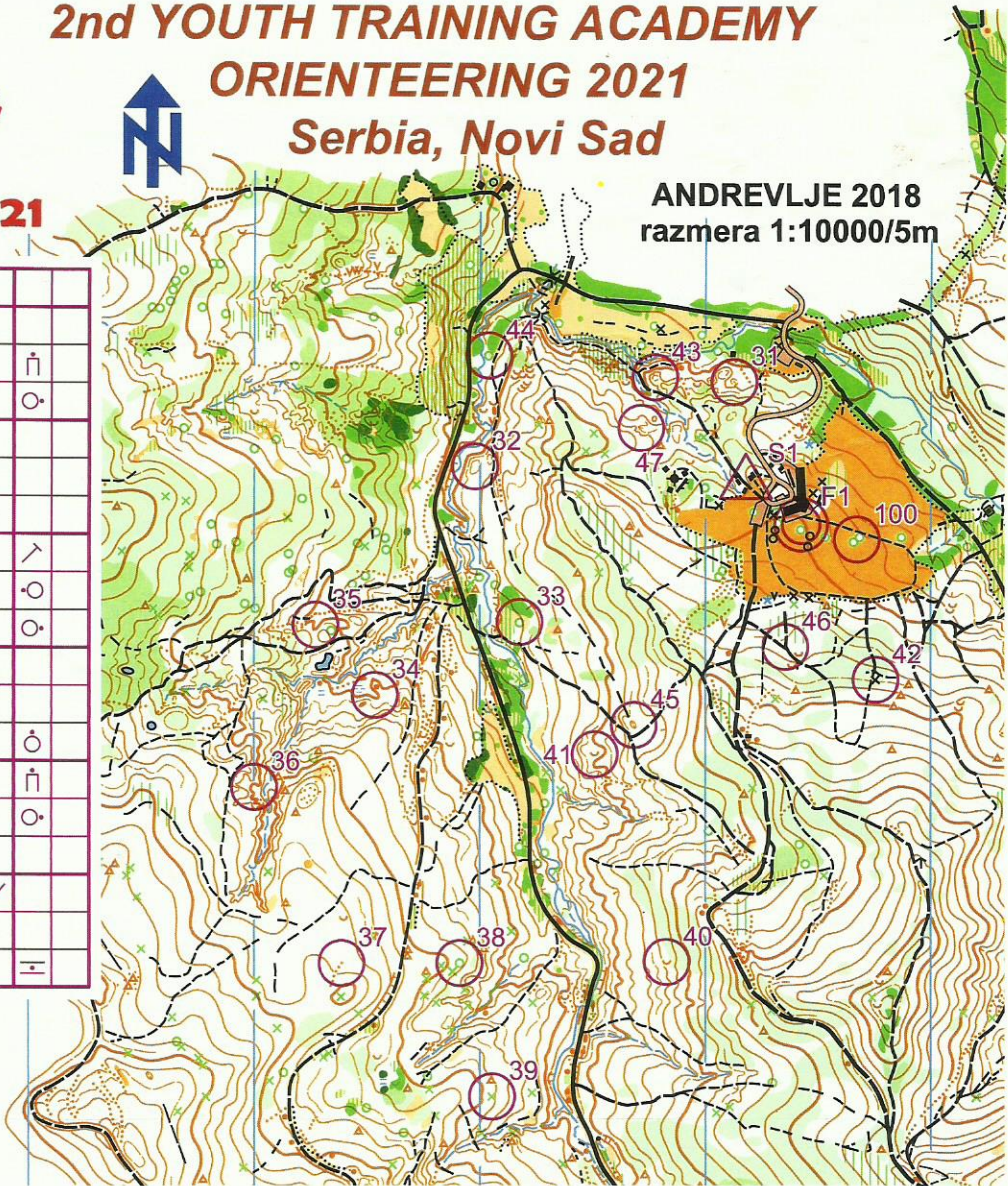 2nd YOUTH TRAINING ACADEMY
ORIENTEERING 2021
Serbia, Novi Sad
N
21
ANDREVLJE 2018
razmera 1:10000/5m
44
43
31
32
47
S1
F1
100
35
33
46
34
42
45
41
36
37
38
40
39